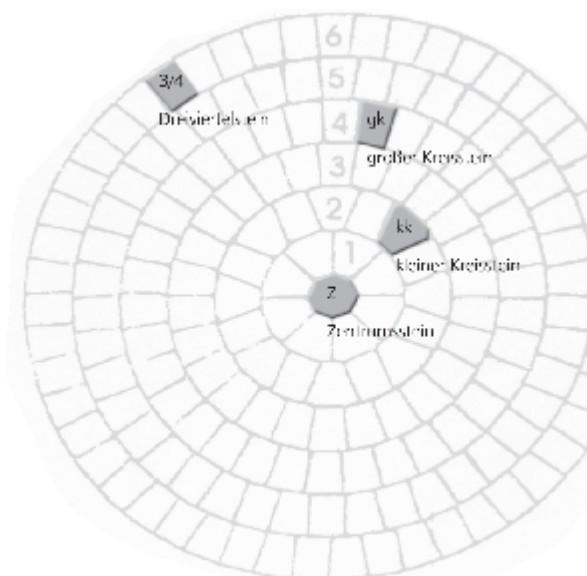 6
3/4
5
Dreiviertelstein
4
gk
großer Kreisstein
3
2
kk
1
kleiner Kreisstein
Z
Zentrumsstein